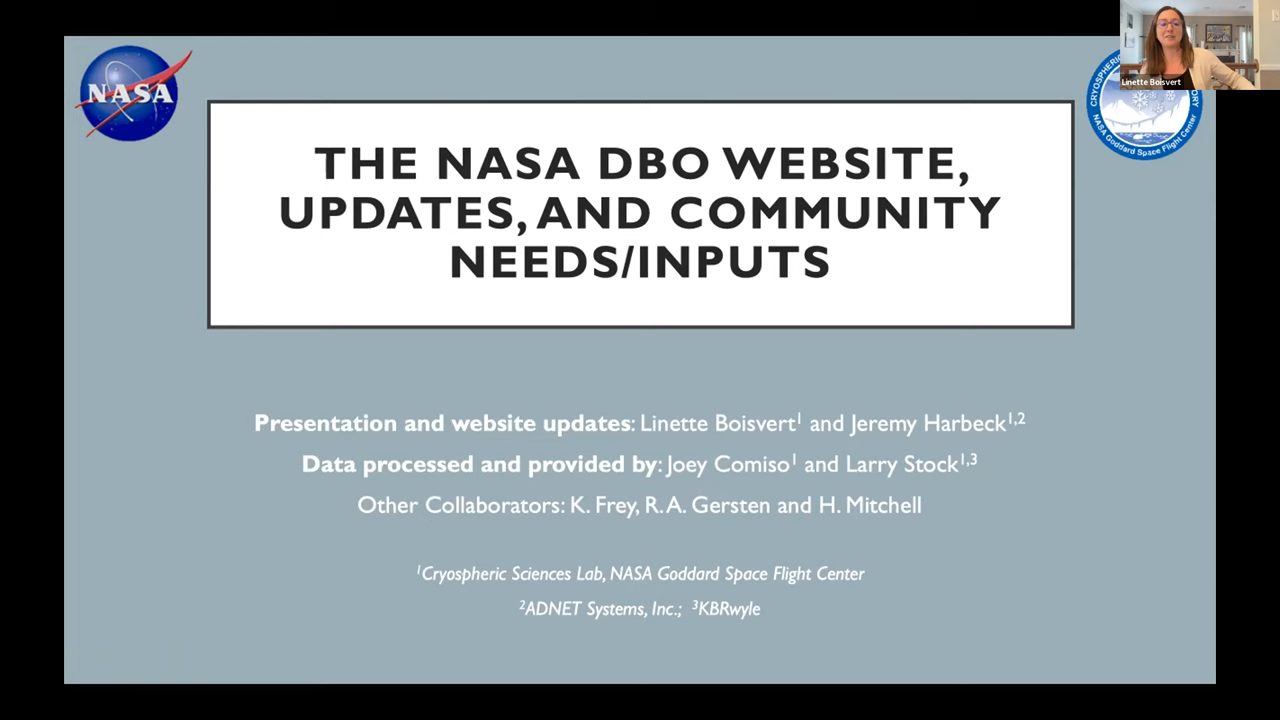 NASA
Linette Boisvert
NASA Goddard Space Flight Center
THE NASA DBO WEBSITE,
UPDATES, AND COMMUNITY
NEEDS/INPUTS
Presentation and website updates: Linette Boisvert¹ and Jeremy Harbeck¹,²
Data processed and provided by: Joey Comiso¹ and Larry Stock¹,³
Other Collaborators: K. Frey, R. A. Gersten and H. Mitchell
¹Cryospheric Sciences Lab, NASA Goddard Space Flight Center
²ADNET Systems, Inc.; ³KBRwyle